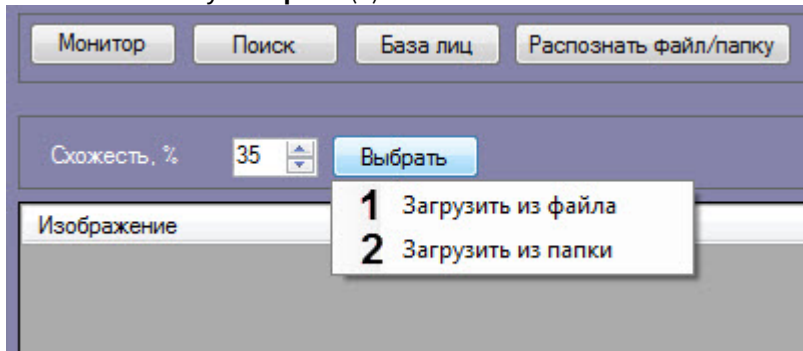 Монитор Поиск База лиц Распознать файл/папку
Схожесть, % 35 Выбрать
1 Загрузить из файла
Изображение
2 Загрузить из папки